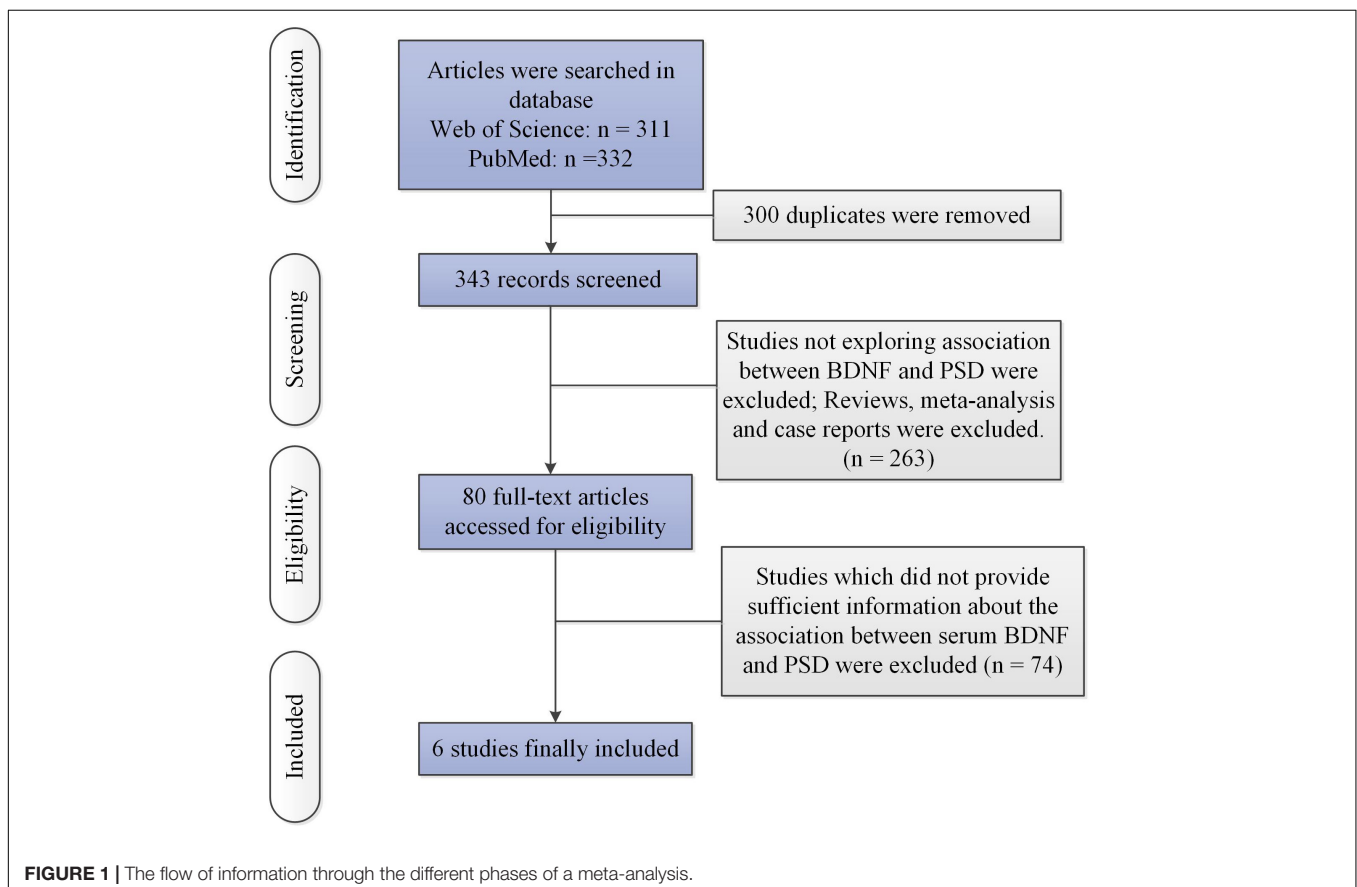 Identification
Articles were searched in
database
Web of Science: n = 311
PubMed: n =332
300 duplicates were removed
Screening
343 records screened
Studies not exploring association
between BDNF and PSD were
excluded; Reviews, meta-analysis
and case reports were excluded.
(n = 263)
Eligibility
80 full-text articles
accessed for eligibility
Studies which did not provide
sufficient information about the
association between serum BDNF
and PSD were excluded (n = 74)
Included
6 studies finally included
FIGURE 1 | The flow of information through the different phases of a meta-analysis.